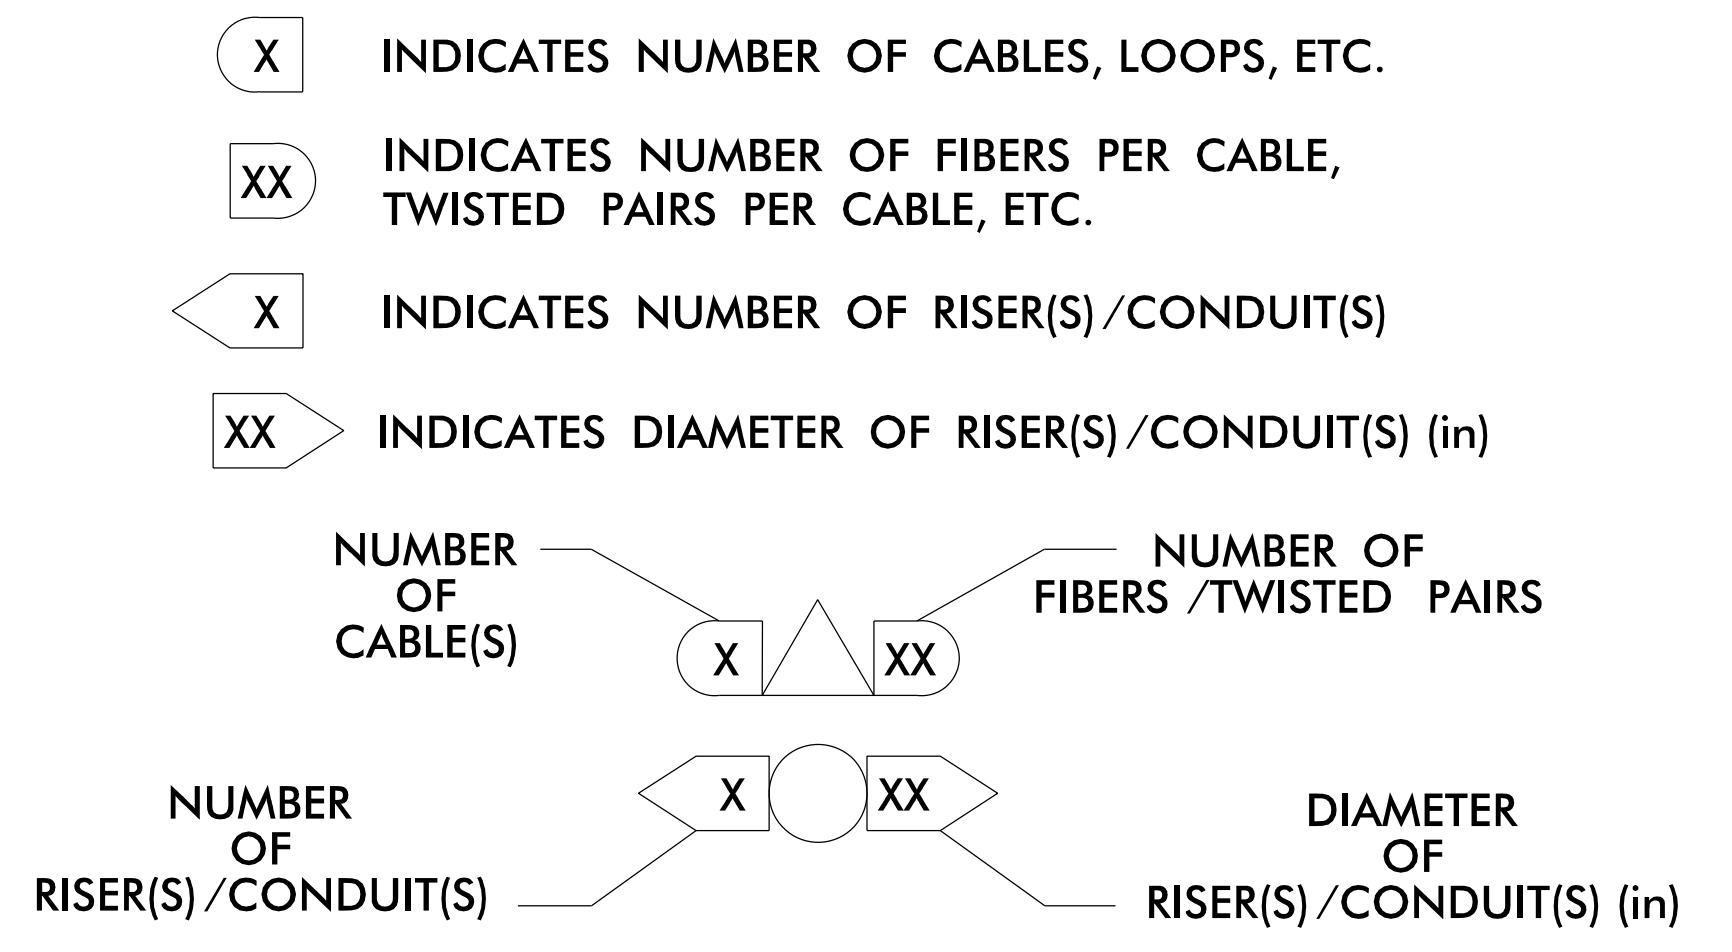 X INDICATES NUMBER OF CABLES, LOOPS, ETC.
XX INDICATES NUMBER OF FIBERS PER CABLE,
TWISTED PAIRS PER CABLE, ETC.
X INDICATES NUMBER OF RISER(S)/CONDUIT(S)
XX INDICATES DIAMETER OF RISER(S)/CONDUIT(S) (in)
NUMBER
OF
CABLE(S)
NUMBER OF
FIBERS /TWISTED PAIRS
X XX
X XX
NUMBER
OF
RISER(S)/CONDUIT(S)
DIAMETER
OF
RISER(S)/CONDUIT(S) (in)